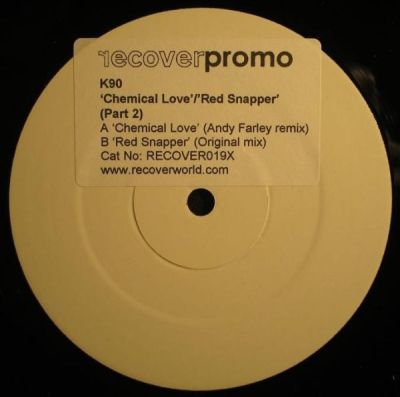 recoverpromo
K90
‘Chemical Love’/’Red Snapper’
(Part 2)
A ‘Chemical Love’ (Andy Farley remix)
B ‘Red Snapper’ (Original mix)
Cat No: RECOVER019X
www.recoverworld.com